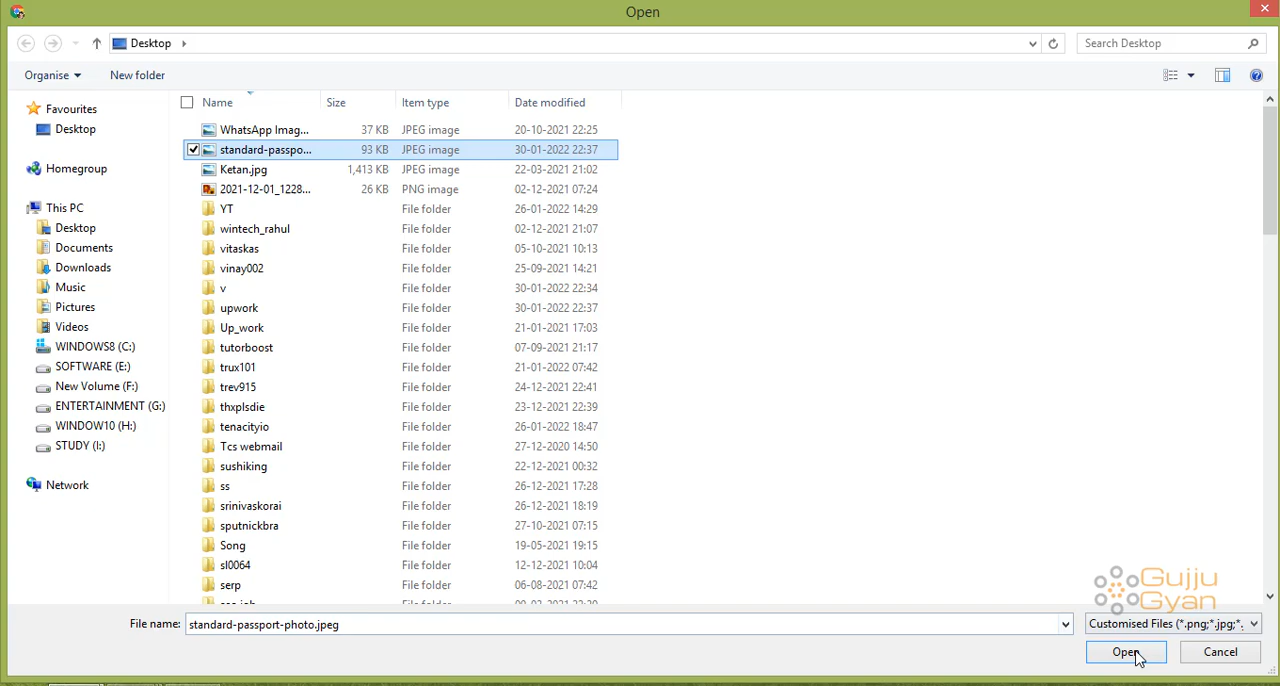 Open
Desktop
Search Desktop
Organise New folder
Name Size Item type Date modified
WhatsApp Imag... 37 KB JPEG image 20-10-2021 22:25
standard-passpo... 93 KB JPEG image 30-01-2022 22:37
Ketan.jpg 1,413 KB JPEG image 22-03-2021 21:02
2021-12-01_1228... 26 KB PNG image 02-12-2021 07:24
YT File folder 26-01-2022 14:29
wintech_rahul File folder 02-12-2021 21:07
vitaskas File folder 05-10-2021 10:13
vinay002 File folder 25-09-2021 14:21
v File folder 30-01-2022 22:34
upwork File folder 30-01-2022 22:37
Up_work File folder 21-01-2022 17:03
tutorboost File folder 07-09-2021 21:17
trux101 File folder 21-01-2022 07:42
trev915 File folder 24-12-2021 22:41
thxplsdie File folder 23-12-2021 22:39
tenacityio File folder 26-01-2022 18:47
Tcs webmail File folder 27-12-2020 14:50
sushiking File folder 22-12-2021 00:32
ss File folder 26-12-2021 17:28
srinivaskorai File folder 26-12-2021 18:19
sputnickbra File folder 27-10-2021 07:15
Song File folder 19-05-2021 19:15
sl0064 File folder 12-12-2021 10:04
serp File folder 06-08-2021 07:42
Favourites
Desktop
Homegroup
This PC
Desktop
Documents
Downloads
Music
Pictures
Videos
WINDOWS8 (C:)
SOFTWARE (E:)
New Volume (F:)
ENTERTAINMENT (G:)
WINDOW10 (H:)
STUDY (I:)
Network
Gujju
Gyan
File name: standard-passport-photo.jpeg Customised Files (*.png;*.jpg;*.
Open Cancel